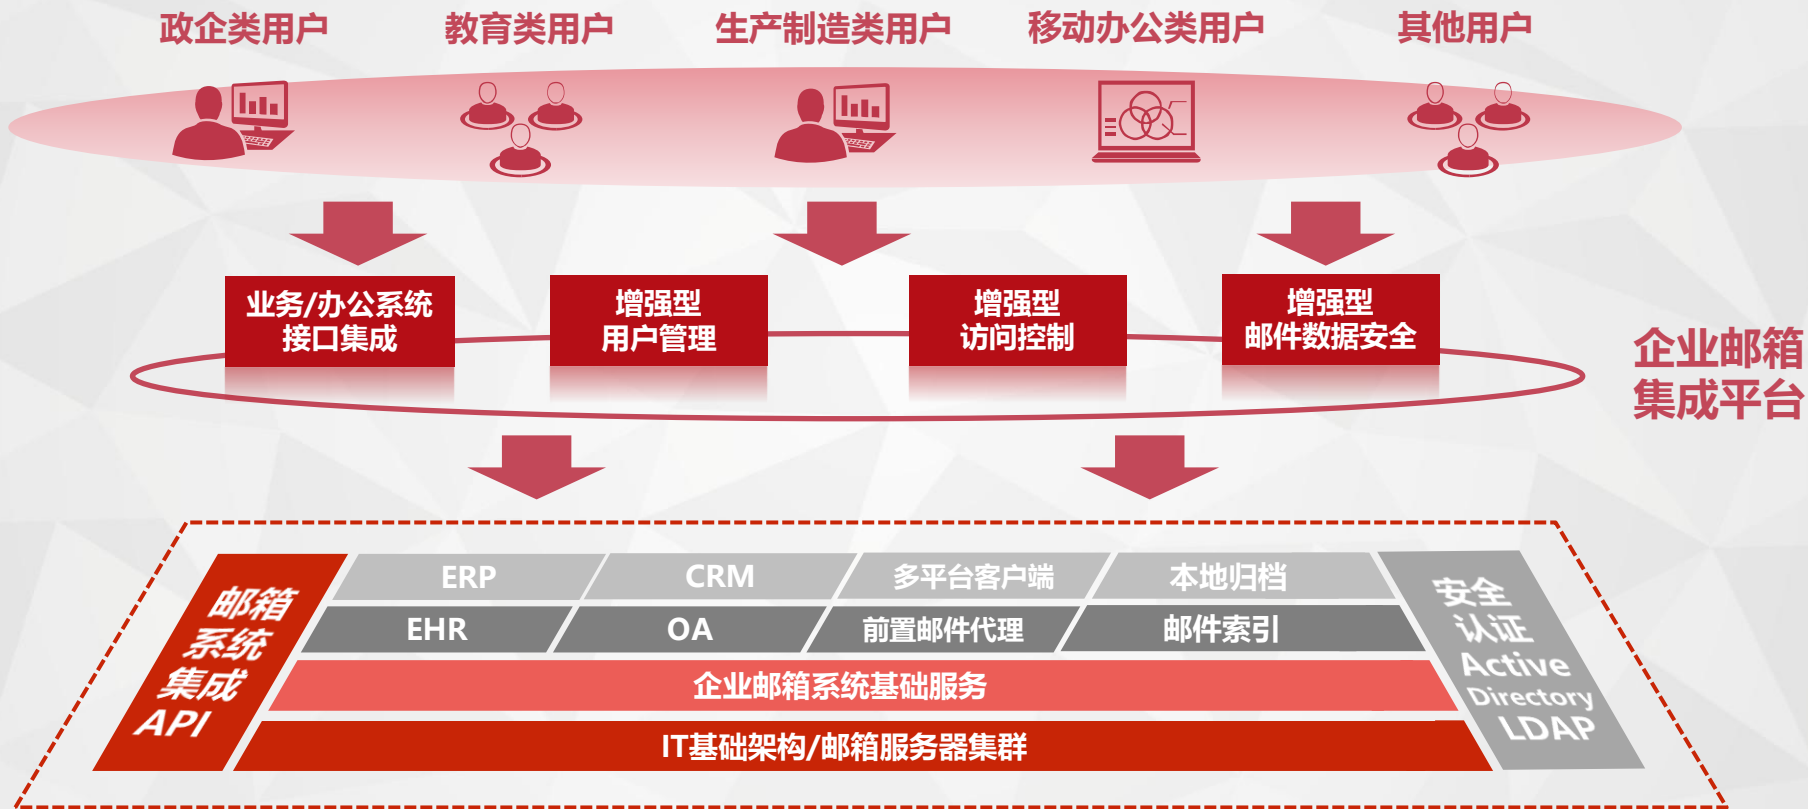 政企类用户
教育类用户
生产制造类用户
移动办公类用户
其他用户
业务/办公系统
接口集成
增强型
用户管理
增强型
访问控制
增强型
邮件数据安全
企业邮箱
集成平台
邮箱
系统
集成
API
ERP
CRM
多平台客户端
本地归档
EHR
OA
前置邮件代理
邮件索引
企业邮箱系统基础服务
IT基础架构/邮箱服务器集群
安全
认证
Active
Directory
LDAP